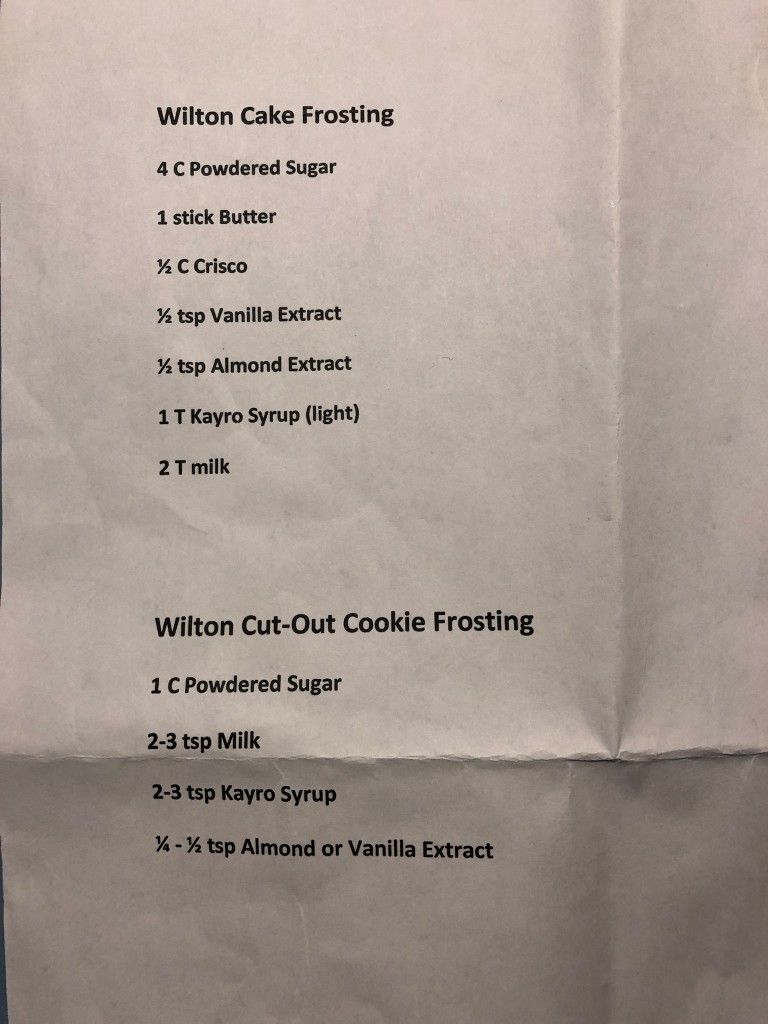 Wilton Cake Frosting
4 C Powdered Sugar
1 stick Butter
½ C Crisco
½ tsp Vanilla Extract
½ tsp Almond Extract
1 T Kayro Syrup (light)
2 T milk
Wilton Cut-Out Cookie Frosting
1 C Powdered Sugar
2-3 tsp Milk
2-3 tsp Kayro Syrup
¼ - ½ tsp Almond or Vanilla Extract